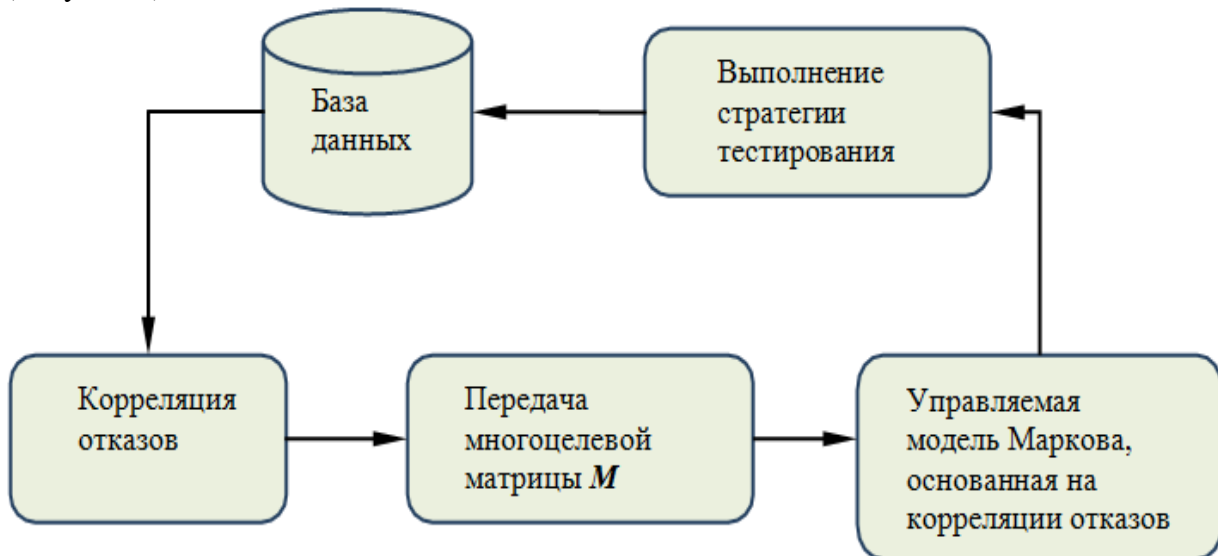 База
данных
Выполнение
стратегии
тестирования
Корреляция
отказов
Передача
многоцелевой
матрицы M
Управляемая
модель Маркова,
основанная на
корреляции отказов